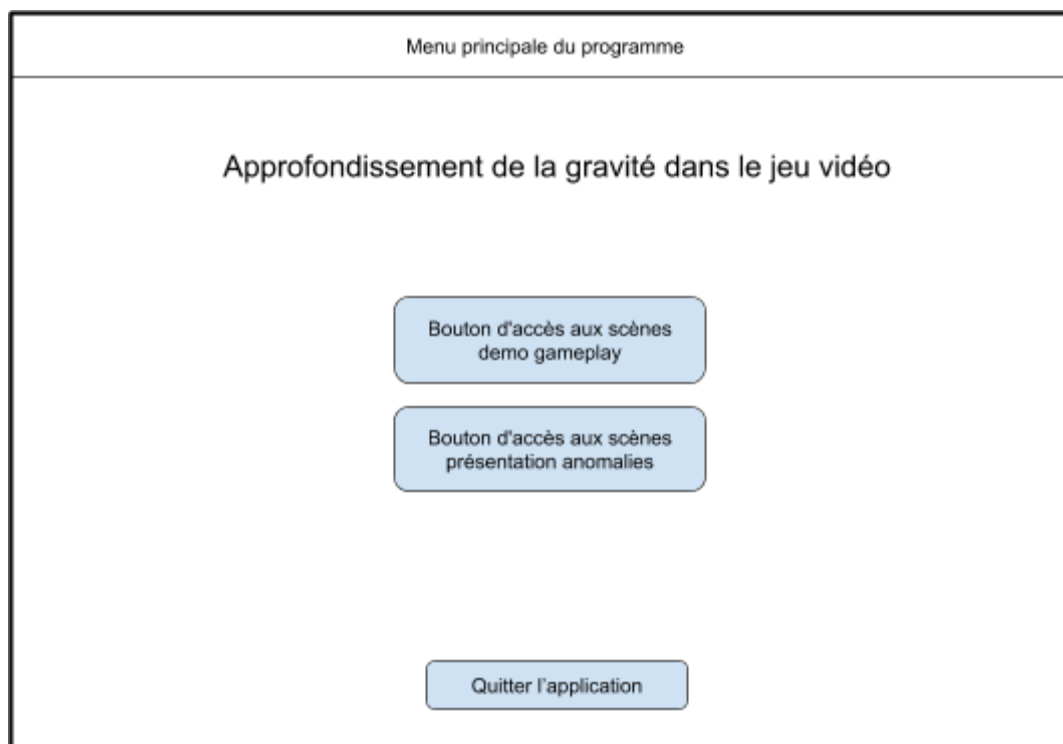 Menu principale du programme
Approfondissement de la gravité dans le jeu vidéo
Bouton d'accès aux scènes
demo gameplay
Bouton d'accès aux scènes
présentation anomalies
Quitter l’application